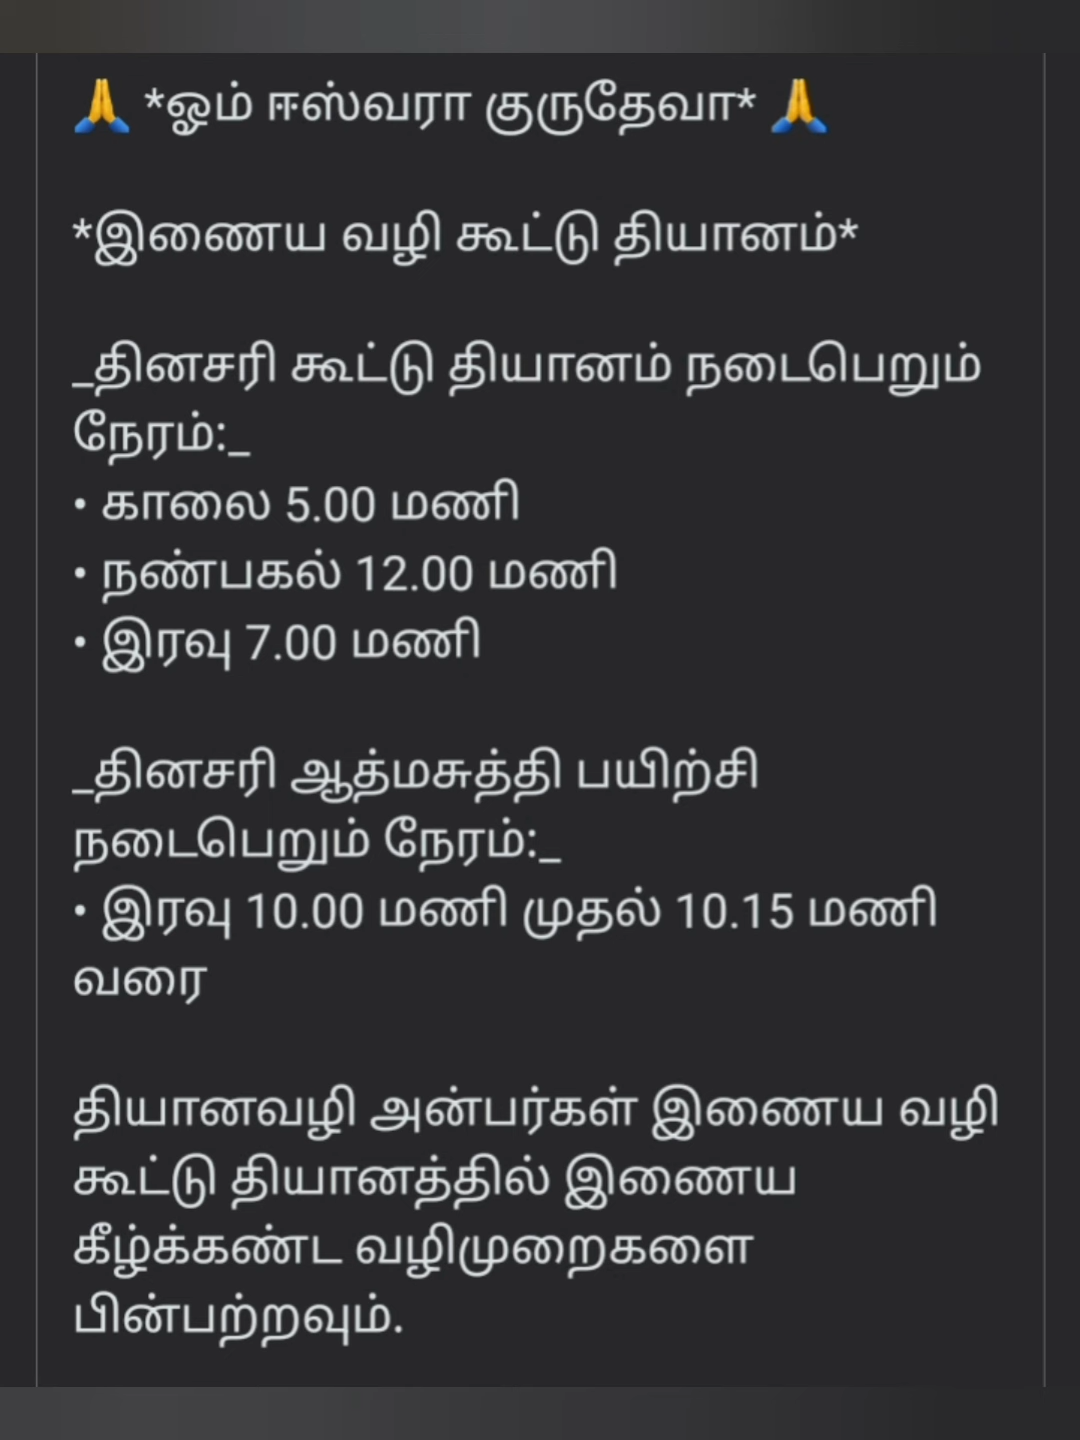 🙏 *ஓம் ஈஸ்வரா குருதேவா* 🙏
*இணைய வழி கூட்டு தியானம்*
_தினசரி கூட்டு தியானம் நடைபெறும்
நேரம்:_
• காலை 5.00 மணி
• நண்பகல் 12.00 மணி
• இரவு 7.00 மணி
_தினசரி ஆத்மசுத்தி பயிற்சி
நடைபெறும் நேரம்:_
• இரவு 10.00 மணி முதல் 10.15 மணி
வரை
தியானவழி அன்பர்கள் இணைய வழி
கூட்டு தியானத்தில் இணைய
கீழ்க்கண்ட வழிமுறைகளை
பின்பற்றவும்.